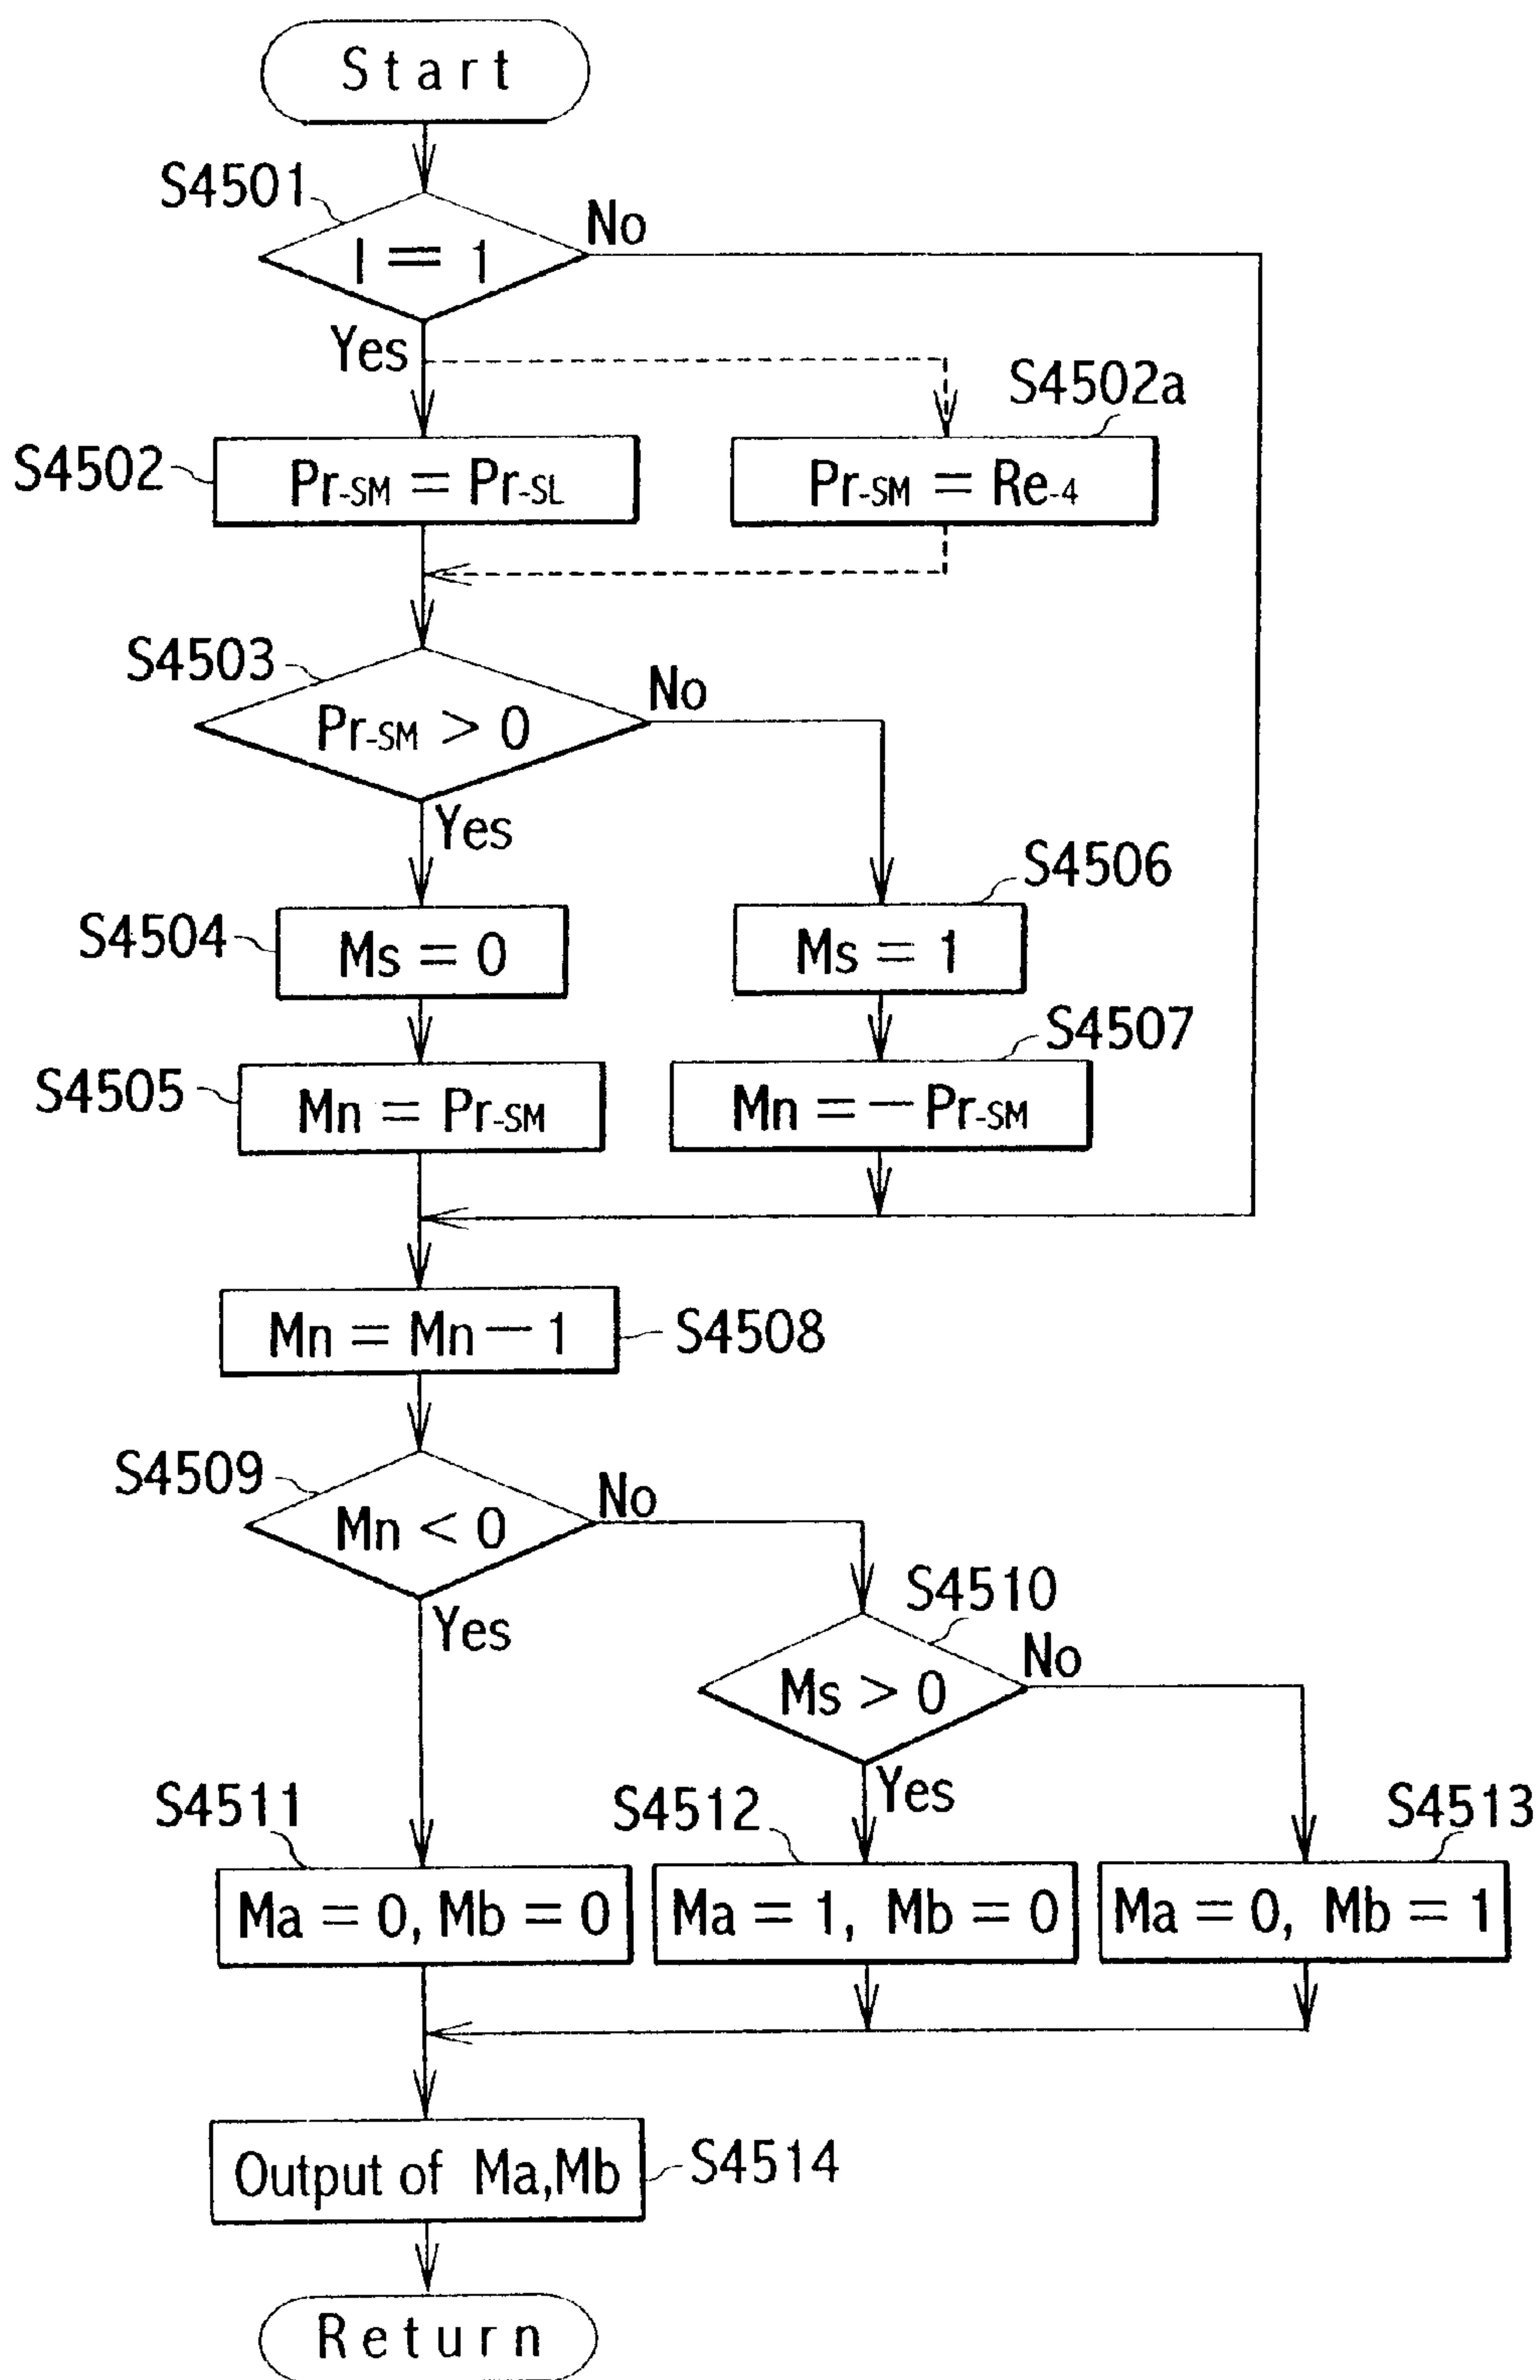 Start
S4501
I = 1
No
Yes
S4502a
S4502
Pr-SM = Pr-SL
Pr-SM = Re-4
S4503
No
Pr-SM > 0
Yes
S4506
S4504
Ms = 0
Ms = 1
S4507
S4505
Mn = Pr-SM
Mn = - Pr-SM
Mn = Mn - 1
S4508
S4509
No
Mn < 0
S4510
Yes
No
Ms > 0
Yes
S4511
S4512
S4513
Ma = 0, Mb = 0
Ma = 1, Mb = 0
Ma = 0, Mb = 1
Output of Ma,Mb
S4514
Return